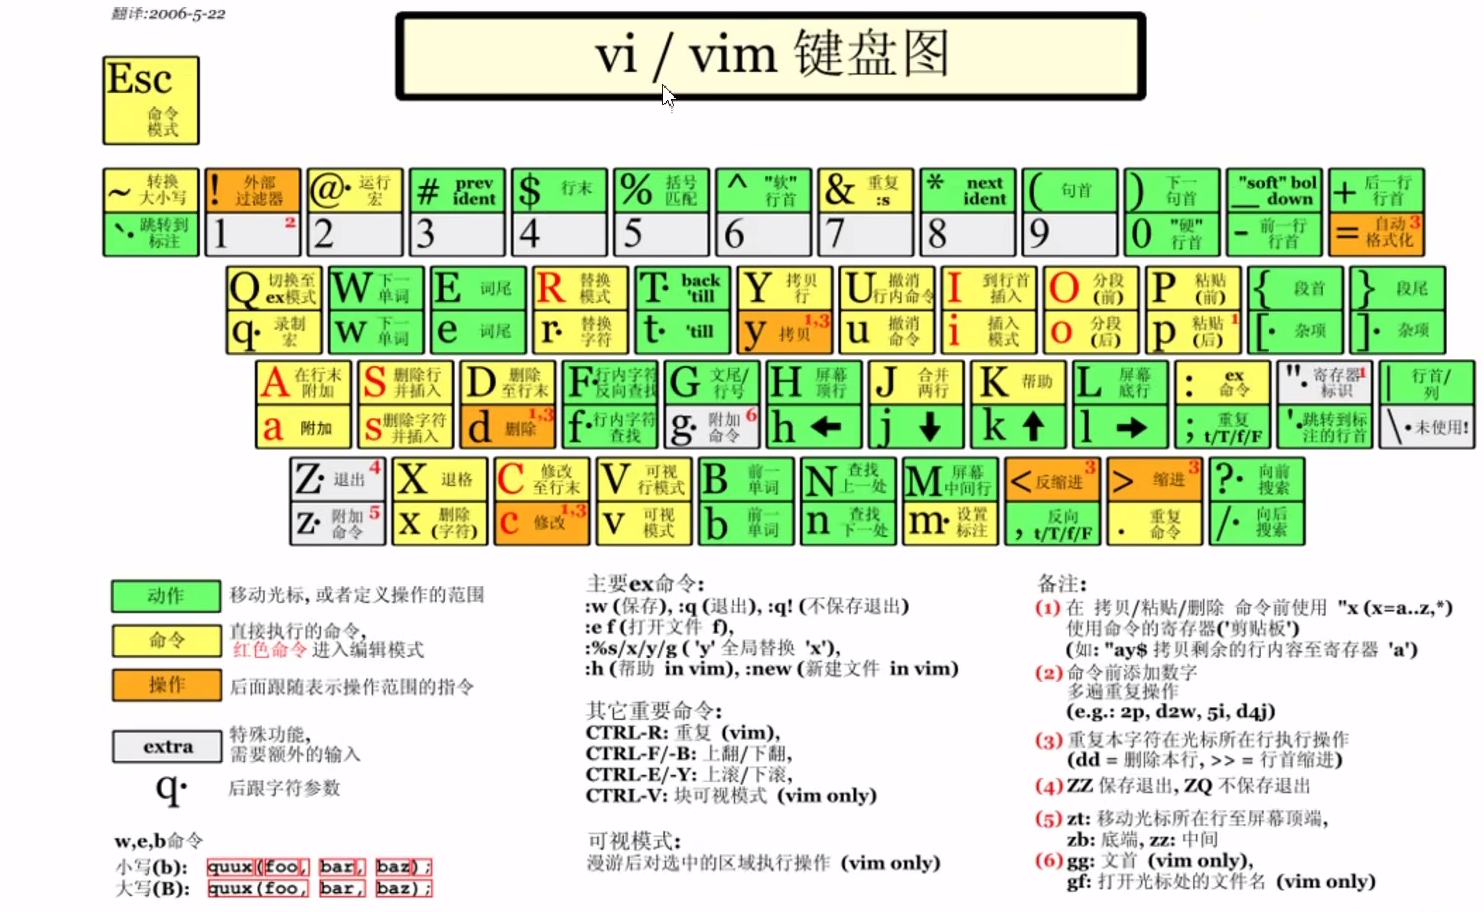 翻译:2006-5-22
vi / vim 键盘图
Esc 命令
模式
~ 转换
大小写
! 外部
过滤器
@· 运行
宏
# prev
ident
$ 行末
% 括号
匹配
^ "软"
行首
& 重复
:s
* next
ident
( 句首
) 下一
句首
"soft" bol
_ down
+ 后一行
行首
`· 跳转到
标注
1 2
2
3
4
5
6
7
8
9
0 "硬"
行首
- 前一行
行首
= 自动 3
格式化
Q 切换至
ex模式
W 下一
单词
E 词尾
R 替换
模式
T· back
'till
Y 拷贝
行
U 撤消
行内命令
I 到行首
插入
O 分段
(前)
P 粘贴
(前)
{ 段首
} 段尾
q· 录制
宏
w 下一
单词
e 词尾
r· 替换
字符
t· 'till
y 拷贝 1,3
u 撤消
命令
i 插入
模式
o 分段
(后)
p 粘贴 1
(后)
[· 杂项
]· 杂项
A 在行末
附加
S 删除行
并插入
D 删除
至行末
F· 行内字符
反向查找
G 文尾/
行号
H 屏幕
顶行
J 合并
两行
K 帮助
L 屏幕
底行
: ex
命令
"· 寄存器 1
标识
| 行首/
列
a 附加
s 删除字符
并插入
d 删除 1,3
f· 行内字符
查找
g· 附加 6
命令
h ←
j ↓
k ↑
l →
; 重复
t/T/f/F
'· 跳转到标
注的行首
\· 未使用!
Z· 退出 4
X 退格
C 修改
至行末
V 可视
行模式
B 前一
单词
N 查找
上一处
M 屏幕
中间行
< 反缩进 3
> 缩进 3
?· 向前
搜索
z· 附加 5
命令
x 删除
(字符)
c 修改 1,3
v 可视
模式
b 前一
单词
n 查找
下一处
m· 设置
标注
, 反向
t/T/f/F
. 重复
命令
/· 向后
搜索
动作 移动光标, 或者定义操作的范围
命令 直接执行的命令,
红色命令 进入编辑模式
操作 后面跟随表示操作范围的指令
extra 特殊功能,
需要额外的输入
q· 后跟字符参数
w,e,b命令
小写(b): quux(foo, bar, baz);
大写(B): quux(foo, bar, baz);
主要ex命令:
:w (保存), :q (退出), :q! (不保存退出)
:e f (打开文件 f),
:%s/x/y/g ( 'y' 全局替换 'x'),
:h (帮助 in vim), :new (新建文件 in vim)
其它重要命令:
CTRL-R: 重复 (vim),
CTRL-F/-B: 上翻/下翻,
CTRL-E/-Y: 上滚/下滚,
CTRL-V: 块可视模式 (vim only)
可视模式:
漫游后对选中的区域执行操作 (vim only)
备注:
(1) 在 拷贝/粘贴/删除 命令前使用 "x (x=a..z,*)
使用命令的寄存器('剪贴板')
(如: "ay$ 拷贝剩余的行内容至寄存器 'a')
(2) 命令前添加数字
多遍重复操作
(e.g.: 2p, d2w, 5i, d4j)
(3) 重复本字符在光标所在行执行操作
(dd = 删除本行, >> = 行首缩进)
(4) ZZ 保存退出, ZQ 不保存退出
(5) zt: 移动光标所在行至屏幕顶端,
zb: 底端, zz: 中间
(6) gg: 文首 (vim only),
gf: 打开光标处的文件名 (vim only)